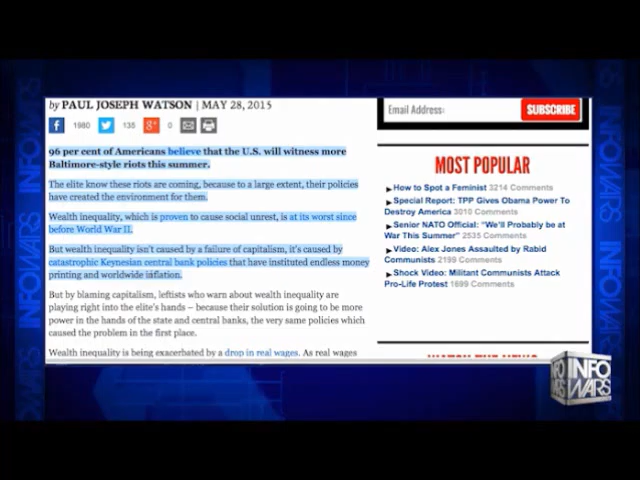 INFOWARS
by PAUL JOSEPH WATSON | MAY 28, 2015
1980 135 0
96 per cent of Americans believe that the U.S. will witness more
Baltimore-style riots this summer.
The elite know these riots are coming, because to a large extent, their policies
have created the environment for them.
Wealth inequality, which is proven to cause social unrest, is at its worst since
before World War II.
But wealth inequality isn't caused by a failure of capitalism, it's caused by
catastrophic Keynesian central bank policies that have instituted endless money
printing and worldwide inflation.
But by blaming capitalism, leftists who warn about wealth inequality are
playing right into the elite's hands – because their solution is going to be more
power in the hands of the state and central banks, the very same policies which
caused the problem in the first place.
Wealth inequality is being exacerbated by a drop in real wages. As real wages
Email Address:
SUBSCRIBE
MOST POPULAR
How to Spot a Feminist 3214 Comments
Special Report: TPP Gives Obama Power To
Destroy America 3010 Comments
Senior NATO Official: "We'll Probably be at
War This Summer" 2535 Comments
Video: Alex Jones Assaulted by Rabid
Communists 2199 Comments
Shock Video: Militant Communists Attack
Pro-Life Protest 1699 Comments
WATCH THE NEWS
INFO
WARS